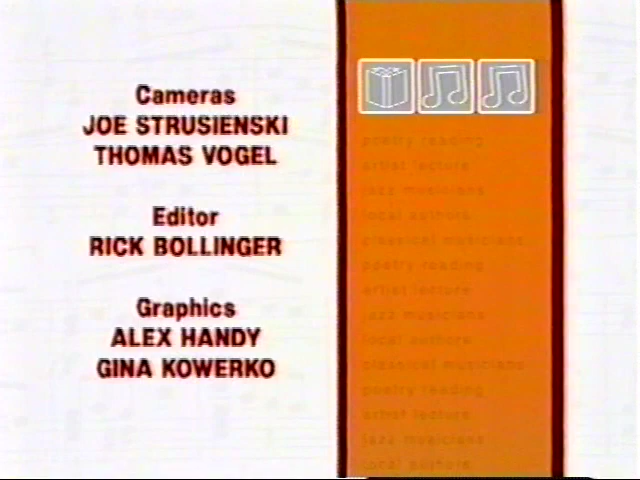 Cameras
JOE STRUSIENSKI
THOMAS VOGEL
Editor
RICK BOLLINGER
Graphics
ALEX HANDY
GINA KOWERKO
poetry reading
artist lecture
jazz musicians
local authors
classical musicians
poetry reading
artist lecture
jazz musicians
local authors
classical musicians
poetry reading
artist lecture
jazz musicians
local authors